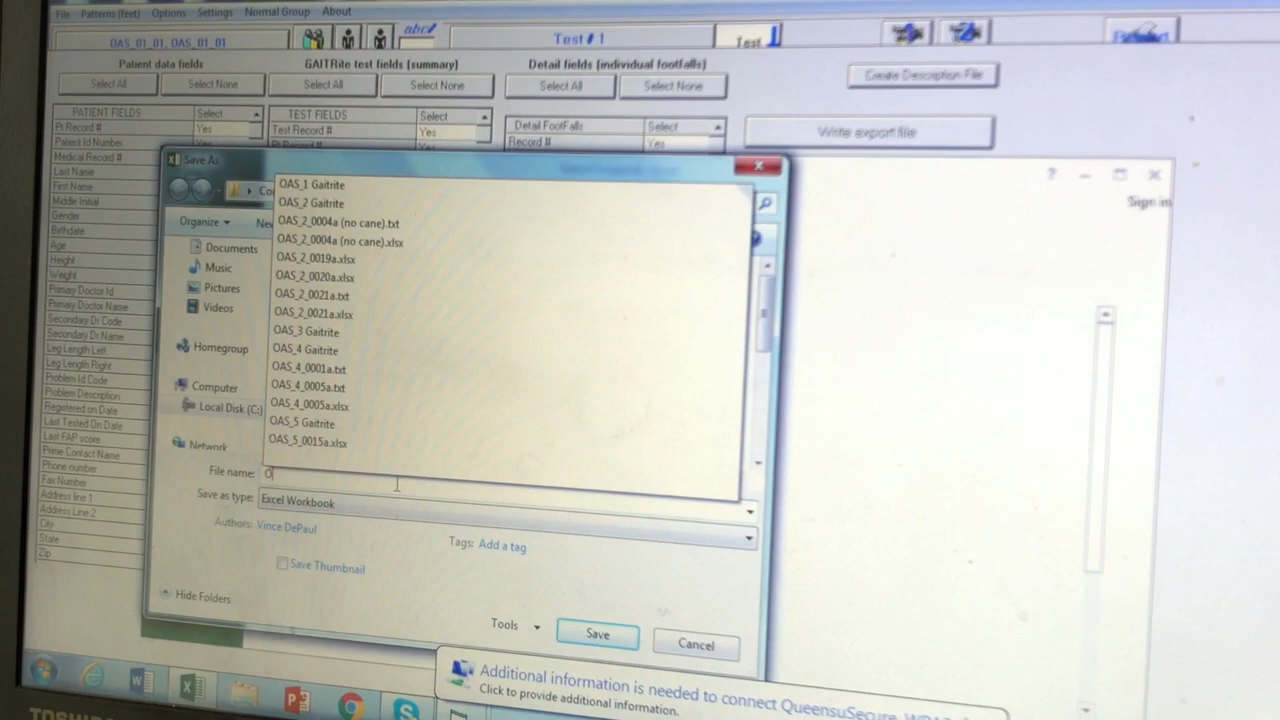 File Patterns (feet) Options Settings Normal Group About
OAS_01_01, OAS_01_01
abc
Test # 1
Test
Patient data fields
GAITRite test fields (summary)
Detail fields (individual footfalls)
Select All
Select None
Select All
Select None
Select All
Select None
Create Description File
PATIENT FIELDS Select
TEST FIELDS Select
Detail FootFalls Select
Write export file
Pt Record # Yes
Test Record # Yes
Record # Yes
Patient Id Number
Medical Record #
Last Name
First Name
Middle Initial
Gender
Birthdate
Age
Height
Weight
Primary Doctor Id
Primary Doctor Name
Secondary Dr Code
Secondary Dr Name
Leg Length Left
Leg Length Right
Problem Id Code
Problem Description
Registered on Date
Last Tested On Date
Last FAP score
Prime Contact Name
Phone number
Fax Number
Address line 1
Address Line 2
City
State
Zip
Save As
Organize
Documents
Music
Pictures
Videos
Homegroup
Computer
Local Disk (C:)
Network
OAS_1 Gaitrite
OAS_2 Gaitrite
OAS_2_0004a (no cane).txt
OAS_2_0004a (no cane).xlsx
OAS_2_0019a.xlsx
OAS_2_0020a.xlsx
OAS_2_0021a.txt
OAS_2_0021a.xlsx
OAS_3 Gaitrite
OAS_4 Gaitrite
OAS_4_0001a.txt
OAS_4_0005a.txt
OAS_4_0005a.xlsx
OAS_5 Gaitrite
OAS_5_0015a.xlsx
File name: O
Save as type: Excel Workbook
Authors: Vince DePaul
Tags: Add a tag
Save Thumbnail
Hide Folders
Tools
Save
Cancel
?
Sign in
Additional information is needed to connect QueensuSecure_
Click to provide additional information.
TOSHIB